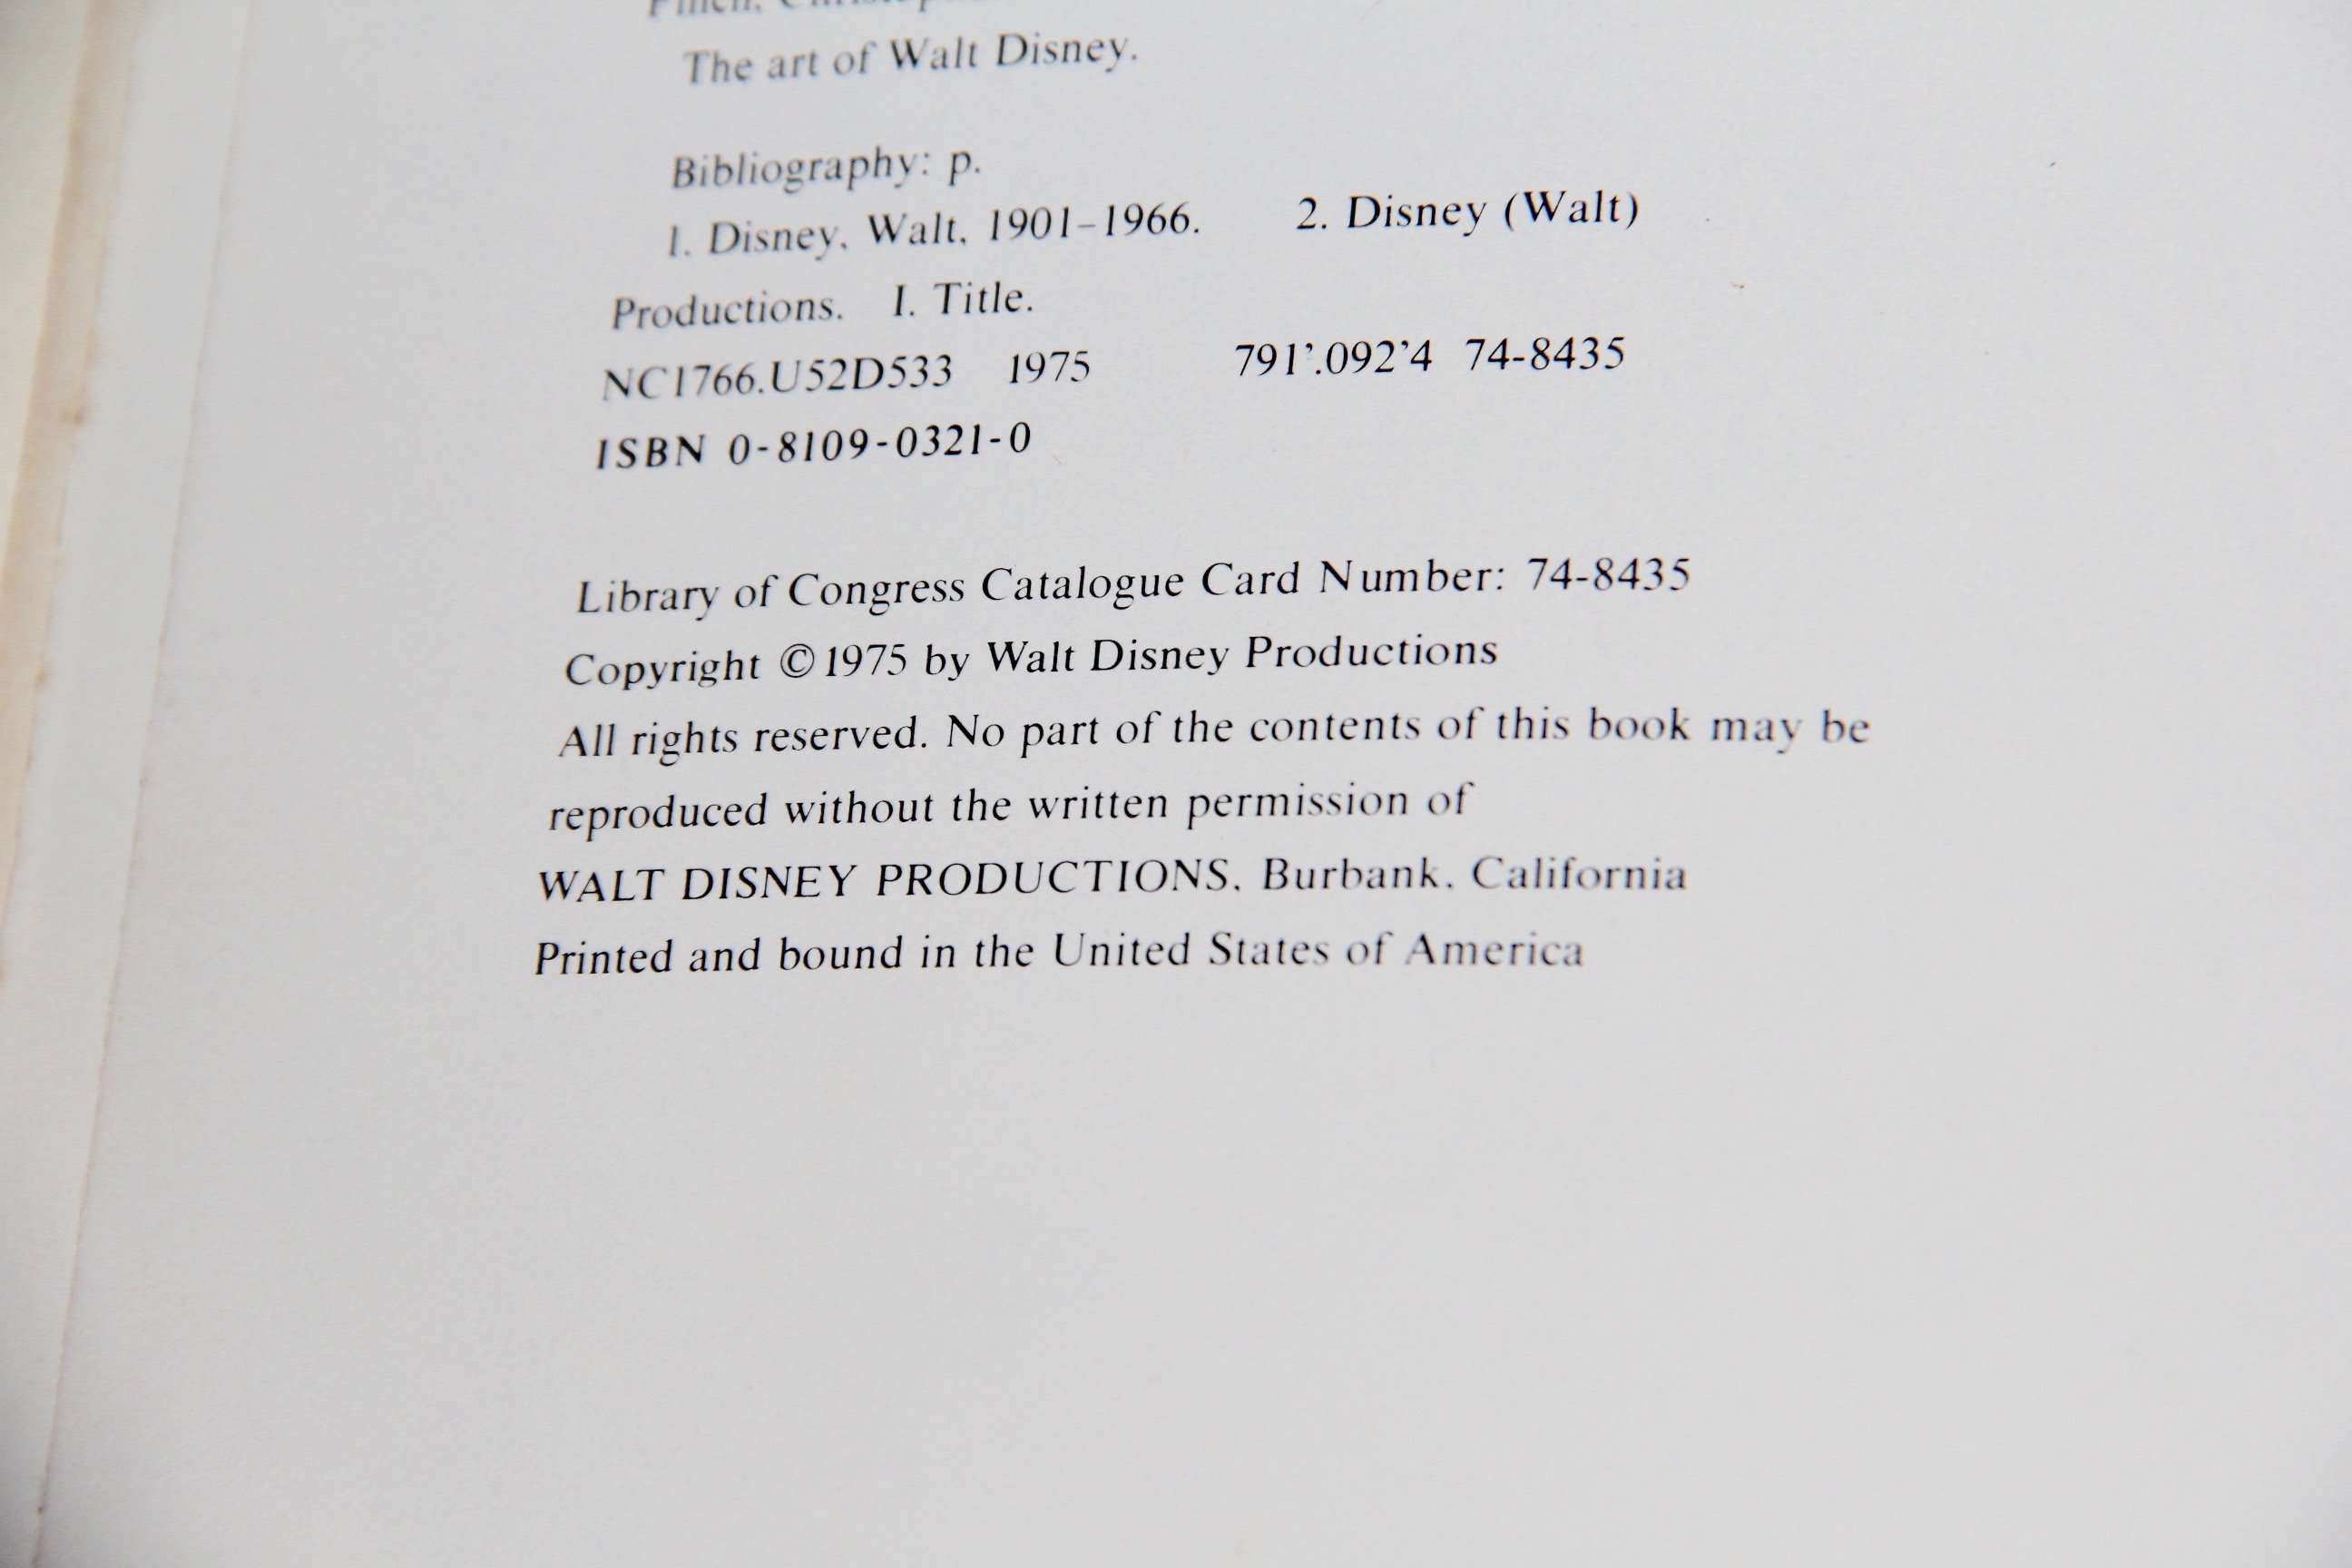 The art of Walt Disney.
Bibliography: p.
1. Disney, Walt, 1901–1966. 2. Disney (Walt)
Productions. I. Title.
NC1766.U52D533 1975 791'.092'4 74-8435
ISBN 0-8109-0321-0
Library of Congress Catalogue Card Number: 74-8435
Copyright ©1975 by Walt Disney Productions
All rights reserved. No part of the contents of this book may be
reproduced without the written permission of
WALT DISNEY PRODUCTIONS, Burbank, California
Printed and bound in the United States of America